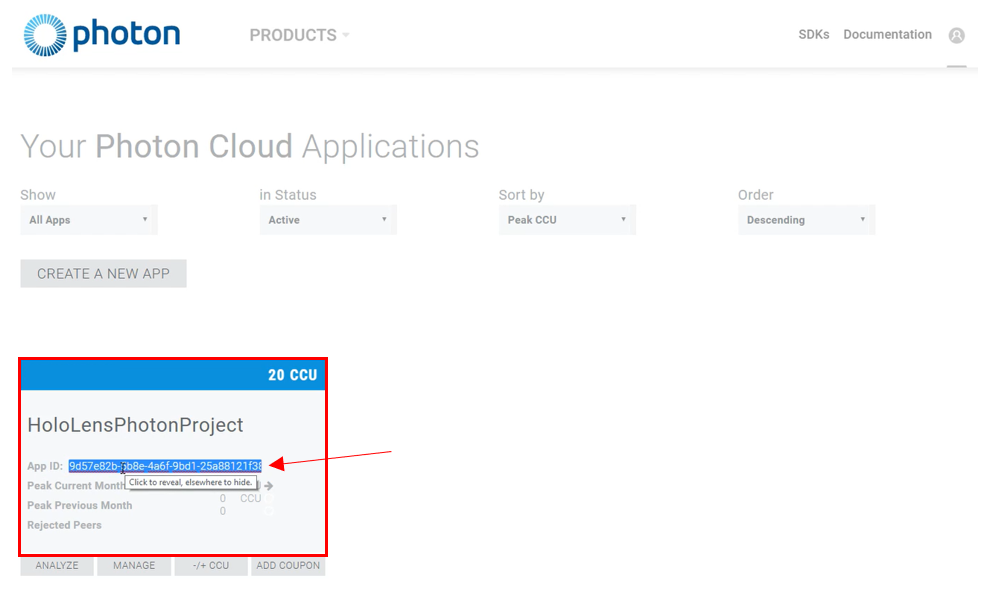 photon
PRODUCTS
SDKs Documentation
Your Photon Cloud Applications
Show in Status Sort by Order
All Apps Active Peak CCU Descending
CREATE A NEW APP
20 CCU
HoloLensPhotonProject
App ID: 9d57e82b-5b8e-4a6f-9bd1-25a88121f38
Click to reveal, elsewhere to hide.
Peak Current Month
0 CCU
Peak Previous Month
0
Rejected Peers
ANALYZE MANAGE -/+ CCU ADD COUPON